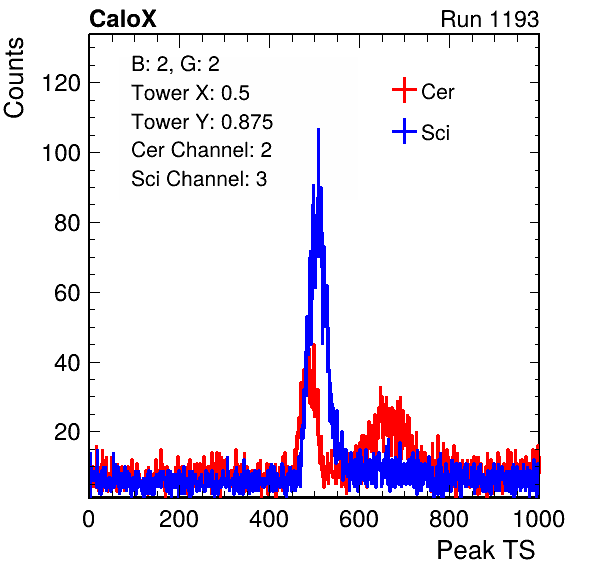 CaloX
Run 1193
Counts
B: 2, G: 2
Tower X: 0.5
Tower Y: 0.875
Cer Channel: 2
Sci Channel: 3
Cer
Sci
120
100
80
60
40
20
0 200 400 600 800 1000
Peak TS